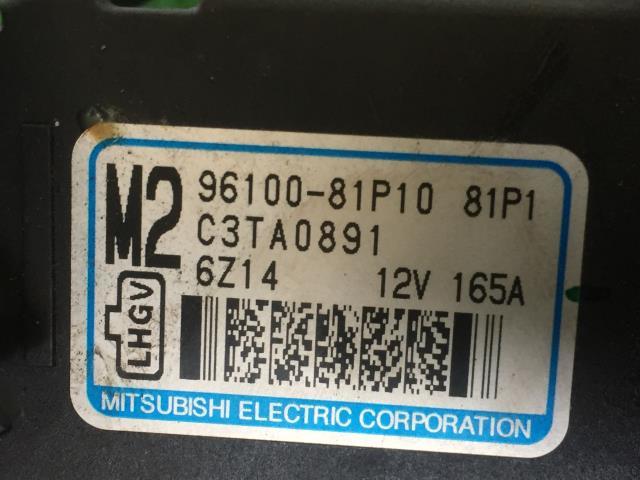 M2 96100-81P10 81P1
C3TA0891
6Z14 12V 165A
LHGV
MITSUBISHI ELECTRIC CORPORATION